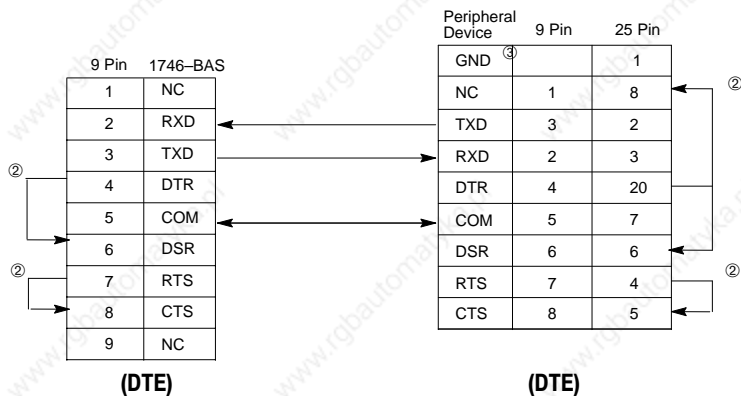 Peripheral
Device 9 Pin 25 Pin
GND ③ 1
NC 1 8
TXD 3 2
RXD 2 3
DTR 4 20
COM 5 7
DSR 6 6
RTS 7 4
CTS 8 5
②
②
(DTE)
9 Pin 1746–BAS
1 NC
2 RXD
3 TXD
4 DTR
5 COM
6 DSR
7 RTS
8 CTS
9 NC
②
②
(DTE)
www.rgbautomatyka.pl